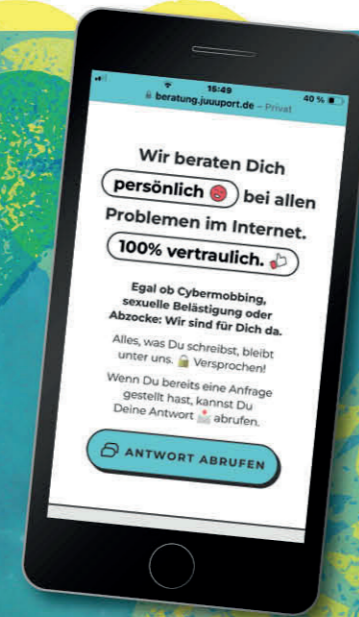 16:49
40 %
beratung.juuuport.de – Privat
Wir beraten Dich
persönlich bei allen
Problemen im Internet.
100% vertraulich.
Egal ob Cybermobbing,
sexuelle Belästigung oder
Abzocke: Wir sind für Dich da.
Alles, was Du schreibst, bleibt
unter uns. 🔒 Versprochen!
Wenn Du bereits eine Anfrage
gestellt hast, kannst Du
Deine Antwort 📩 abrufen.
ANTWORT ABRUFEN